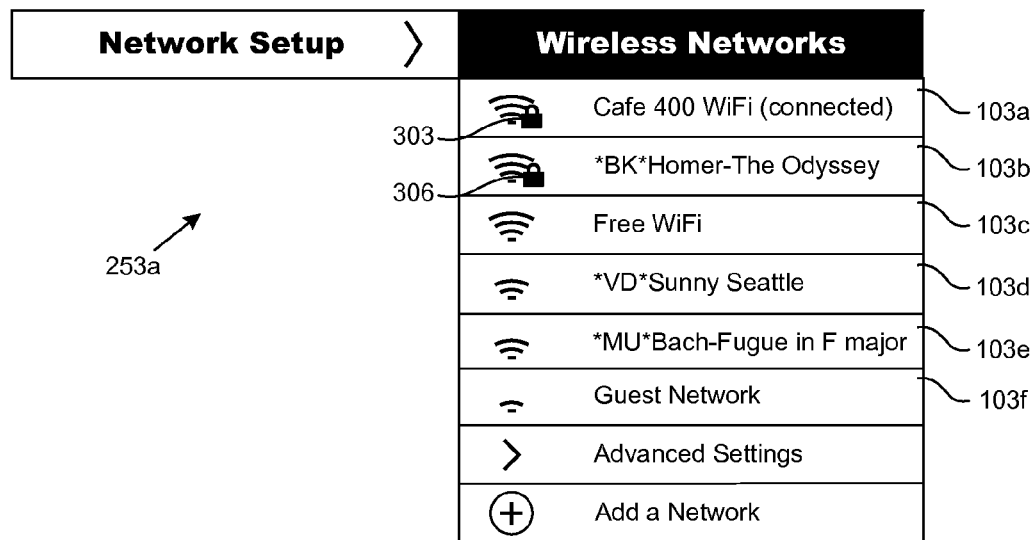 Network Setup
Wireless Networks
Cafe 400 WiFi (connected)
103a
303
*BK*Homer-The Odyssey
103b
306
Free WiFi
103c
253a
*VD*Sunny Seattle
103d
*MU*Bach-Fugue in F major
103e
Guest Network
103f
Advanced Settings
Add a Network